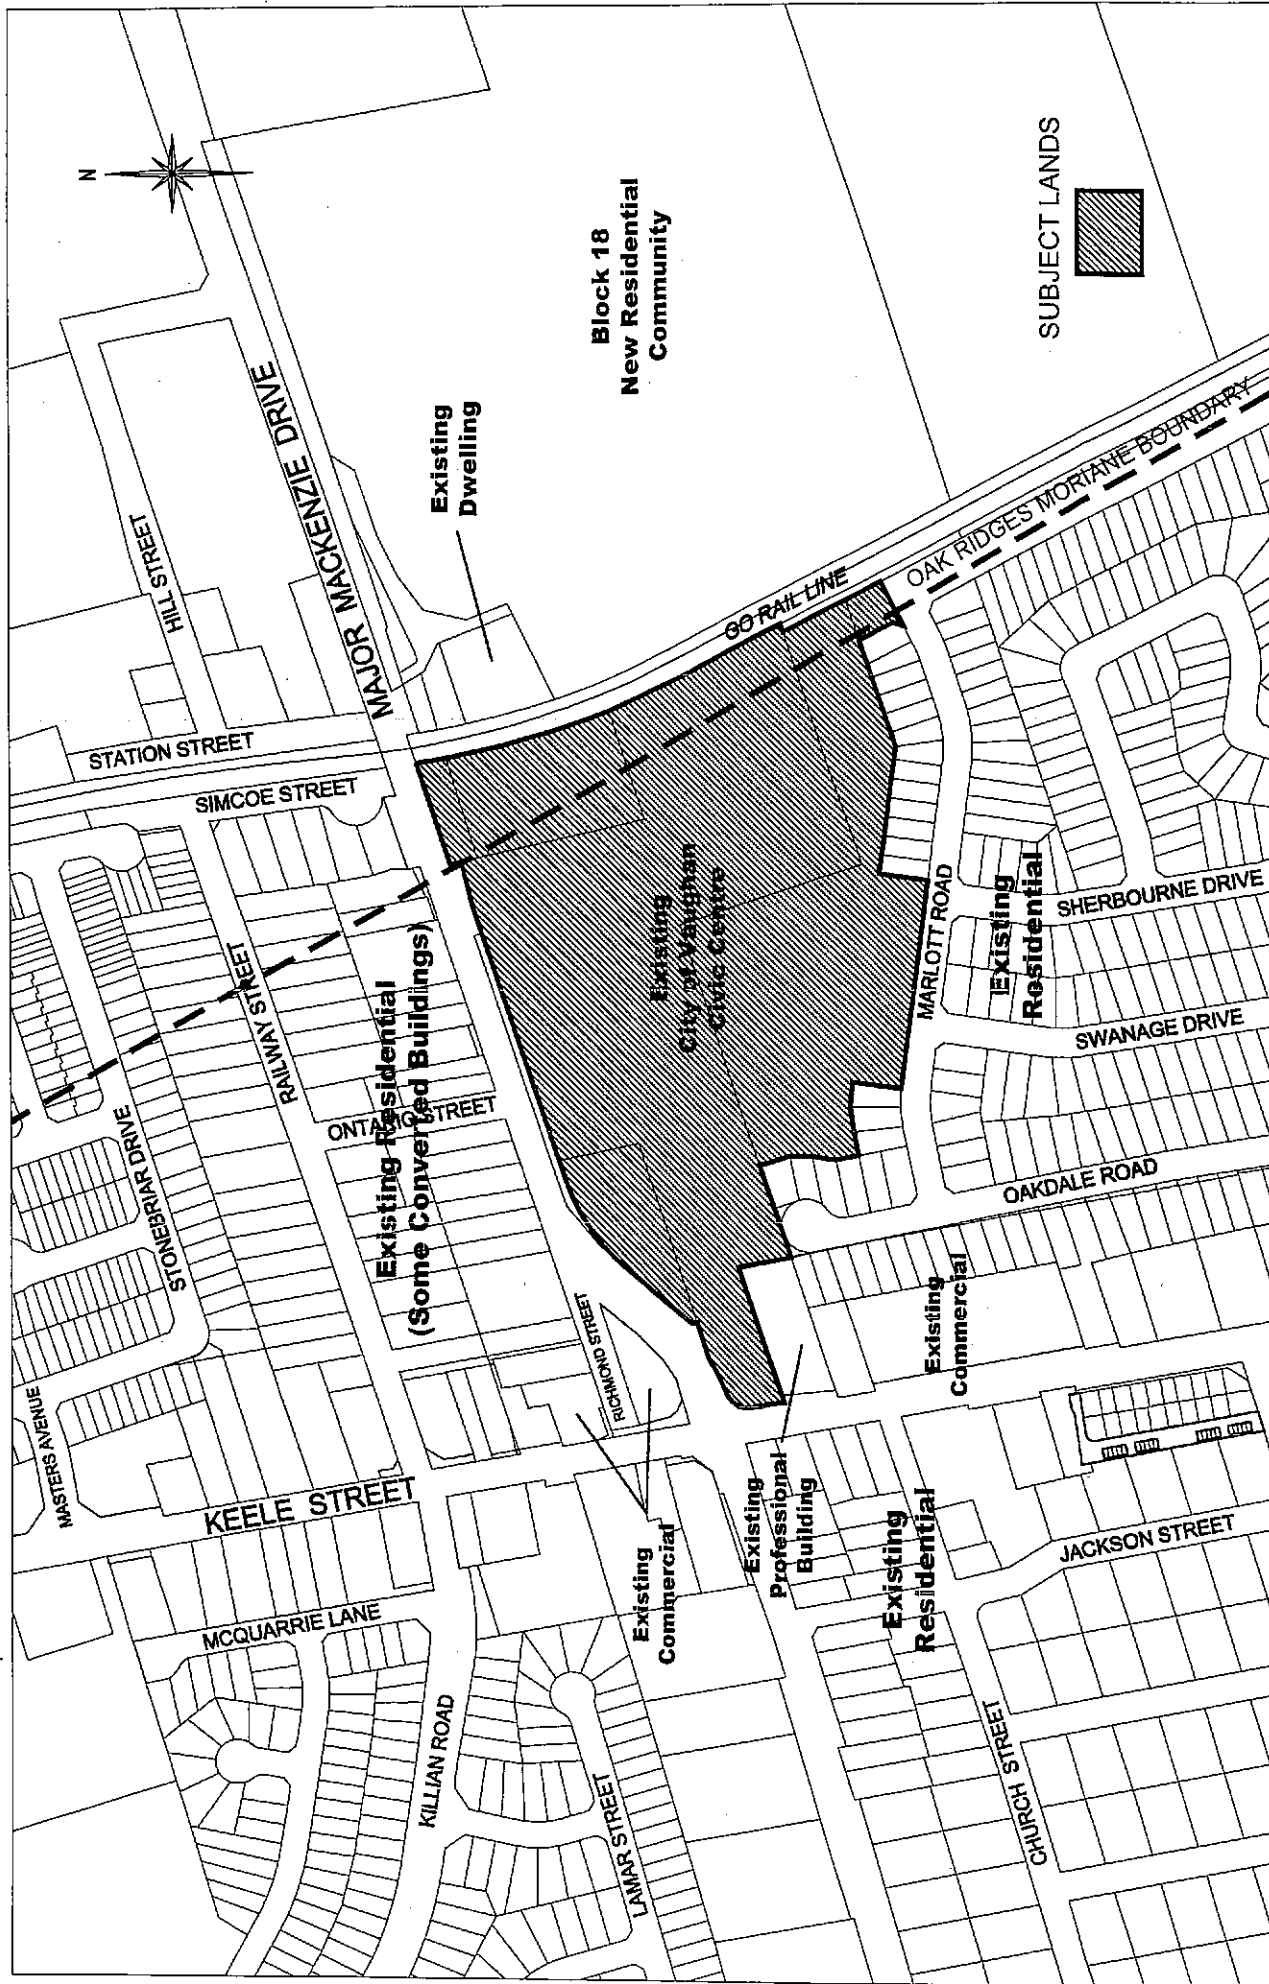 N
HILL STREET
MAJOR MACKENZIE DRIVE
STATION STREET
SIMCOE STREET
Existing
Dwelling
Block 18
New Residential
Community
SUBJECT LANDS
GO RAIL LINE
OAK RIDGES MORIANE BOUNDARY
RAILWAY STREET
STONEBRIAR DRIVE
ONTARIO STREET
Existing Residential
(Some Converted Buildings)
Existing
City of Vaughan
Civic Centre
MARLOTT ROAD
Existing
Residential
SHERBOURNE DRIVE
SWANAGE DRIVE
OAKDALE ROAD
MASTERS AVENUE
KEELE STREET
RICHMOND STREET
Existing
Commercial
Existing
Commercial
Existing
Professional
Building
Existing
Residential
JACKSON STREET
MCQUARRIE LANE
KILLIAN ROAD
LAMAR STREET
CHURCH STREET